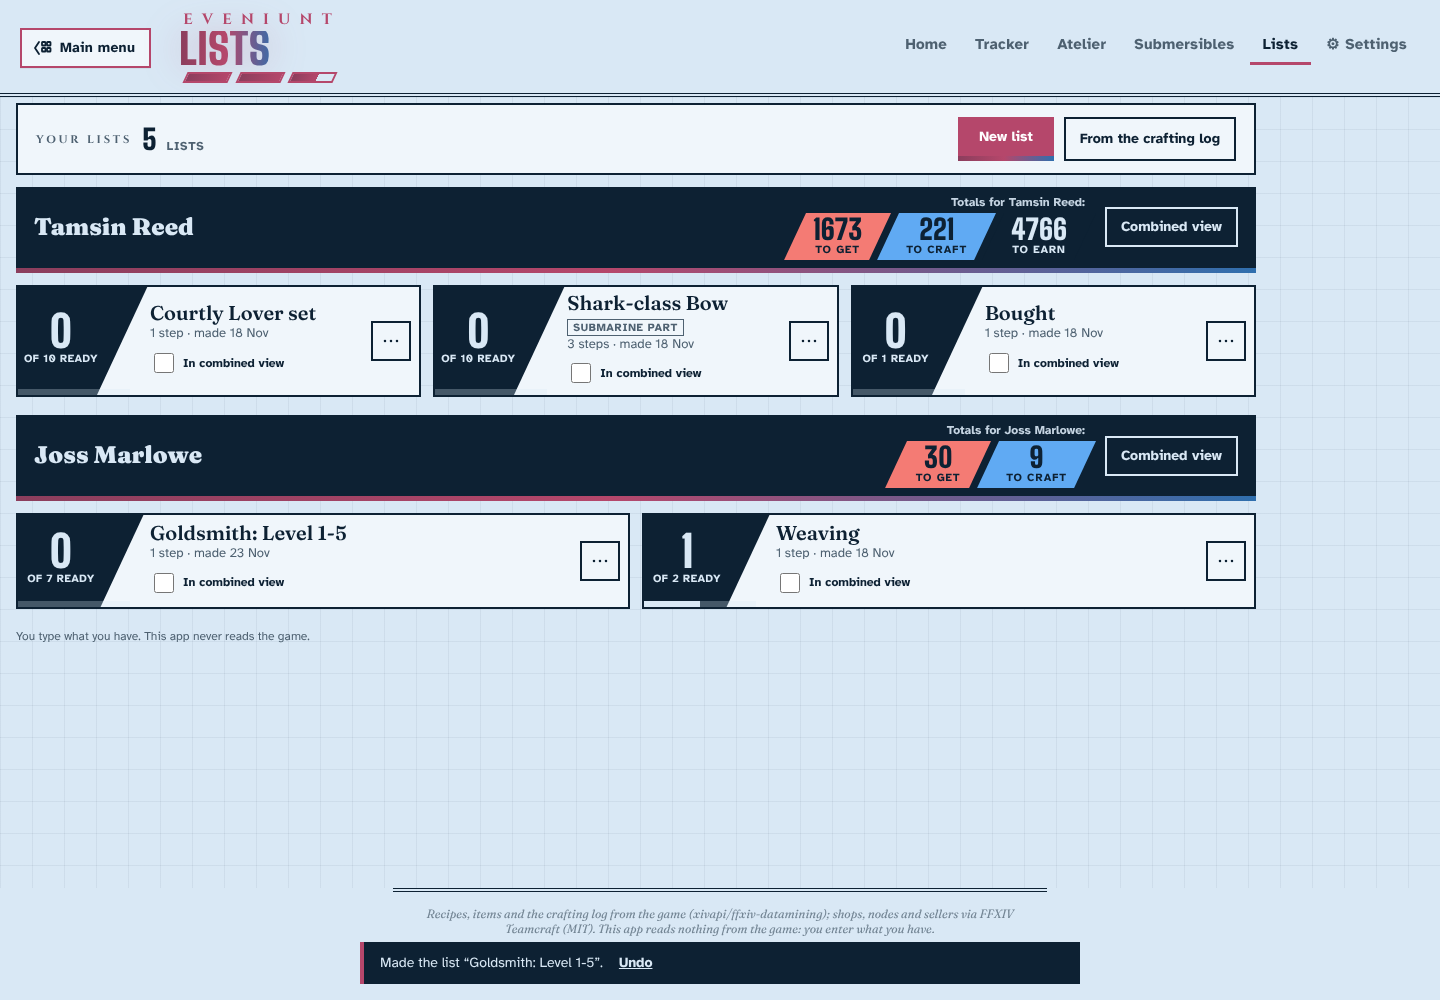 Main menu
EVENIUNT
LISTS
Home
Tracker
Atelier
Submersibles
Lists
⚙ Settings
YOUR LISTS 5 LISTS
New list
From the crafting log
Tamsin Reed
Totals for Tamsin Reed:
1673 TO GET
221 TO CRAFT
4766 TO EARN
Combined view
0
OF 10 READY
Courtly Lover set
1 step · made 18 Nov
In combined view
...
0
OF 10 READY
Shark-class Bow
SUBMARINE PART
3 steps · made 18 Nov
In combined view
...
0
OF 1 READY
Bought
1 step · made 18 Nov
In combined view
...
Joss Marlowe
Totals for Joss Marlowe:
30 TO GET
9 TO CRAFT
Combined view
0
OF 7 READY
Goldsmith: Level 1-5
1 step · made 23 Nov
In combined view
...
1
OF 2 READY
Weaving
1 step · made 18 Nov
In combined view
...
You type what you have. This app never reads the game.
Recipes, items and the crafting log from the game (xivapi/ffxiv-datamining); shops, nodes and sellers via FFXIV
Teamcraft (MIT). This app reads nothing from the game: you enter what you have.
Made the list “Goldsmith: Level 1-5”. Undo